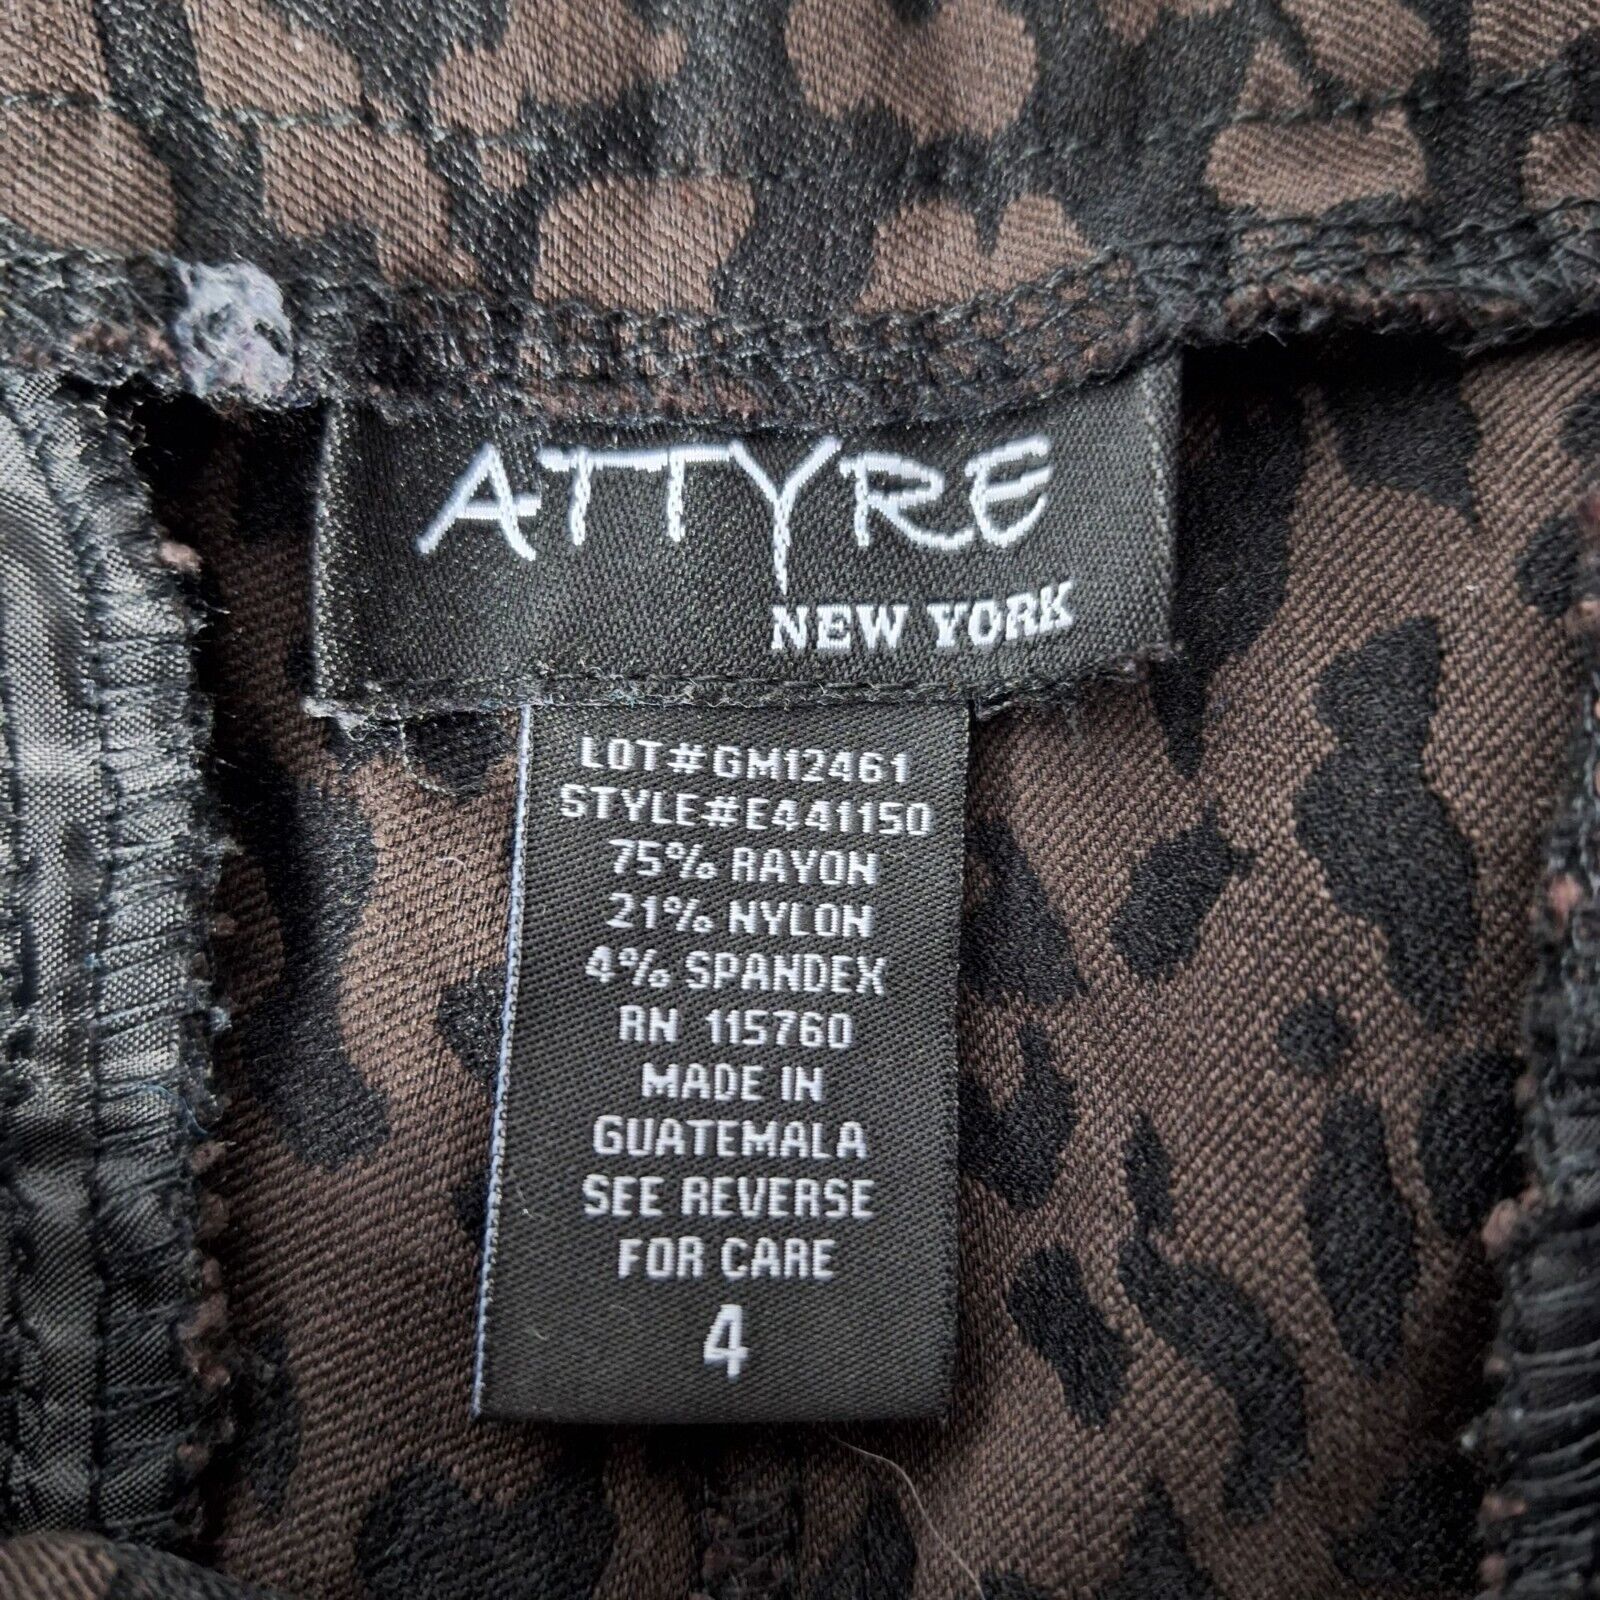 ATTYRE
NEW YORK
LOT#GM12461
STYLE#E441150
75% RAYON
21% NYLON
4% SPANDEX
RN 115760
MADE IN
GUATEMALA
SEE REVERSE
FOR CARE
4